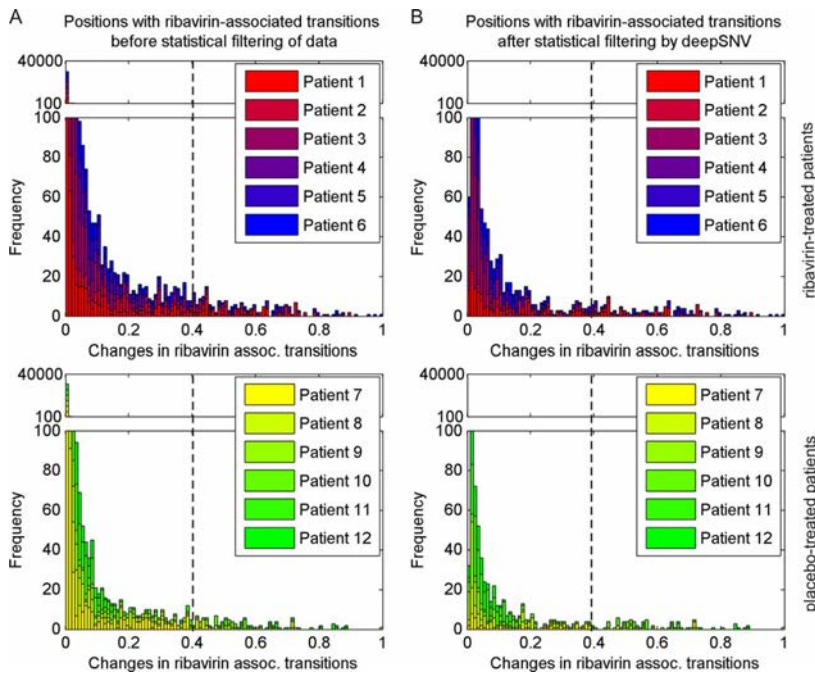 A
Positions with ribavirin-associated transitions
before statistical filtering of data
40000
100
100
80
60
40
20
0
Frequency
Patient 1
Patient 2
Patient 3
Patient 4
Patient 5
Patient 6
0 0.2 0.4 0.6 0.8 1
Changes in ribavirin assoc. transitions
B
Positions with ribavirin-associated transitions
after statistical filtering by deepSNV
40000
100
100
80
60
40
20
0
Frequency
Patient 1
Patient 2
Patient 3
Patient 4
Patient 5
Patient 6
0 0.2 0.4 0.6 0.8 1
Changes in ribavirin assoc. transitions
ribavirin-treated patients
40000
100
100
80
60
40
20
0
Frequency
Patient 7
Patient 8
Patient 9
Patient 10
Patient 11
Patient 12
0 0.2 0.4 0.6 0.8 1
Changes in ribavirin assoc. transitions
40000
100
100
80
60
40
20
0
Frequency
Patient 7
Patient 8
Patient 9
Patient 10
Patient 11
Patient 12
0 0.2 0.4 0.6 0.8 1
Changes in ribavirin assoc. transitions
placebo-treated patients